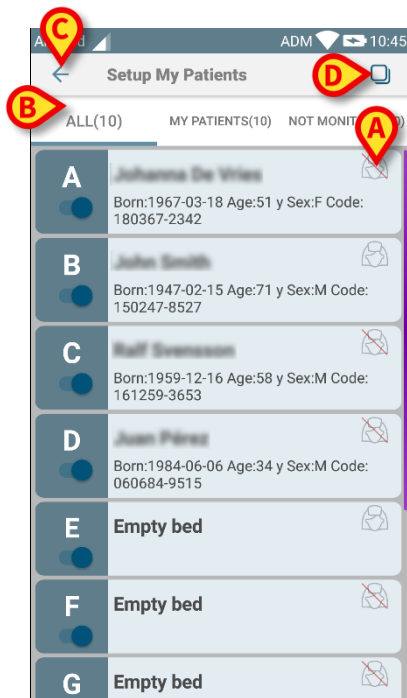 C
ADM 10:45
Setup My Patients
D
B
ALL(10) MY PATIENTS(10)
A
A
Born:1967-03-18 Age:51 y Sex:F Code:
180367-2342
B
Born:1947-02-15 Age:71 y Sex:M Code:
150247-8527
C
Born:1959-12-16 Age:58 y Sex:M Code:
161259-3653
D
Born:1984-06-06 Age:34 y Sex:M Code:
060684-9515
E Empty bed
F Empty bed
G Empty bed